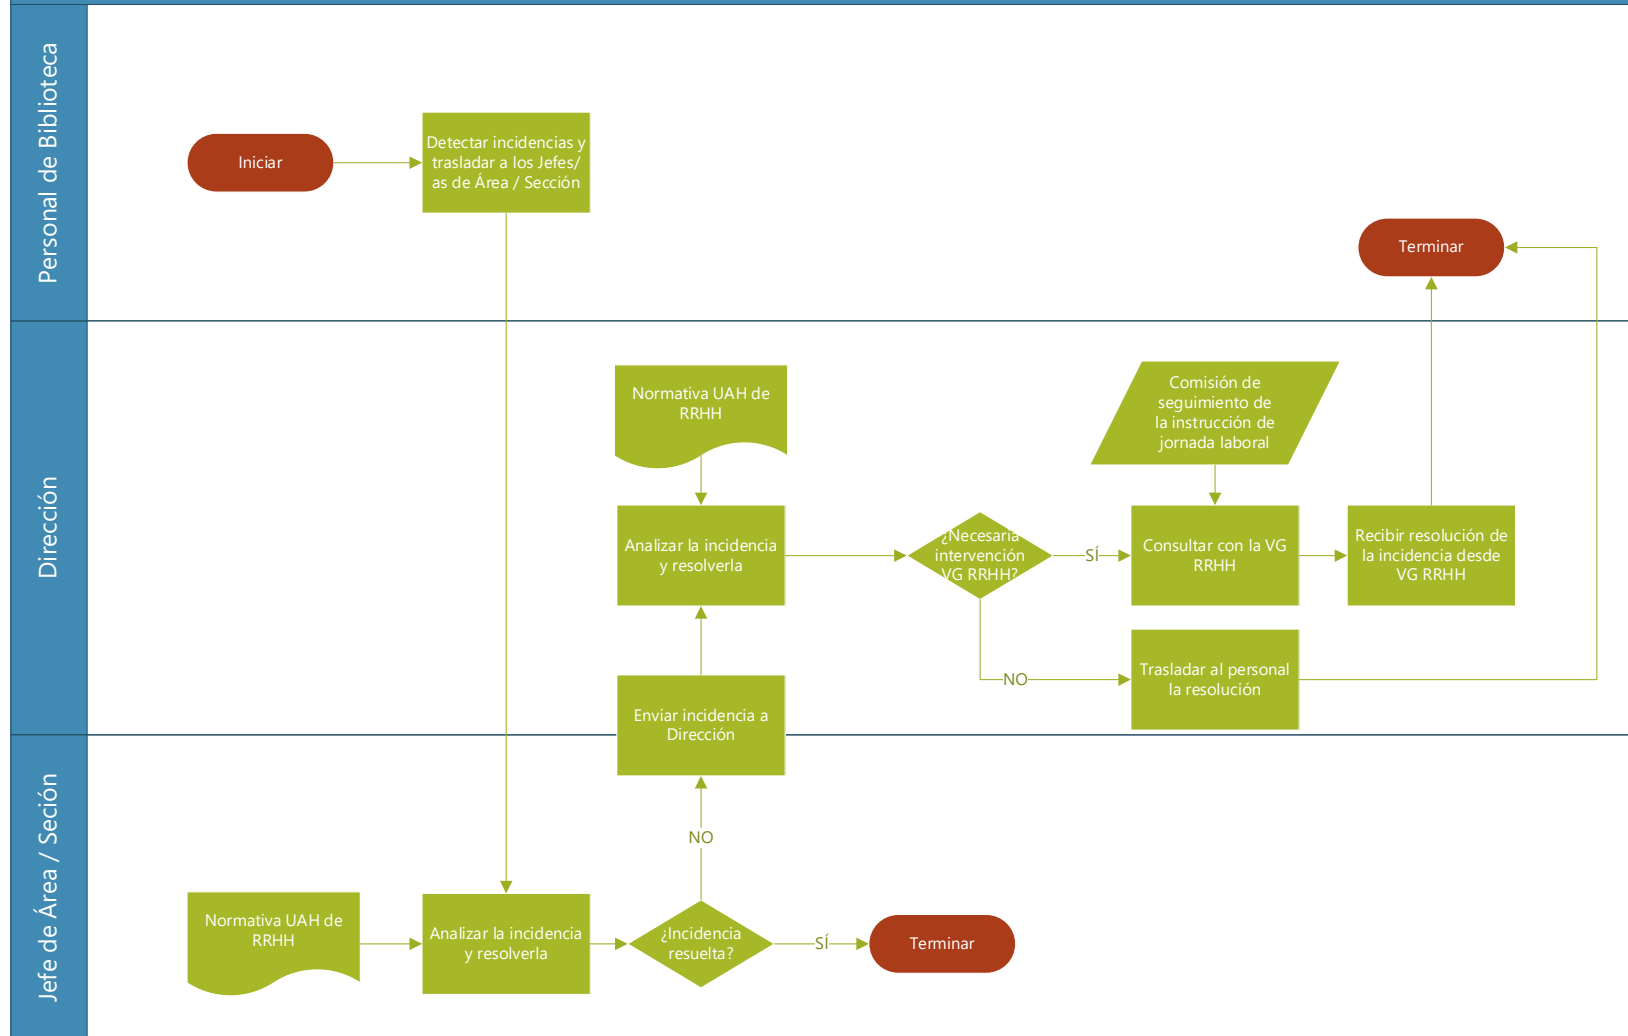 Personal de Biblioteca
Iniciar
Detectar incidencias y
trasladar a los Jefes/
as de Área / Sección
Terminar
Dirección
Normativa UAH de
RRHH
Comisión de
seguimiento de
la instrucción de
jornada laboral
Analizar la incidencia
y resolverla
¿Necesaria
intervención
VG RRHH?
SÍ
Consultar con la VG
RRHH
Recibir resolución de
la incidencia desde
VG RRHH
NO
Trasladar al personal
la resolución
Enviar incidencia a
Dirección
Jefe de Área / Seción
NO
Normativa UAH de
RRHH
Analizar la incidencia
y resolverla
¿Incidencia
resuelta?
SÍ
Terminar